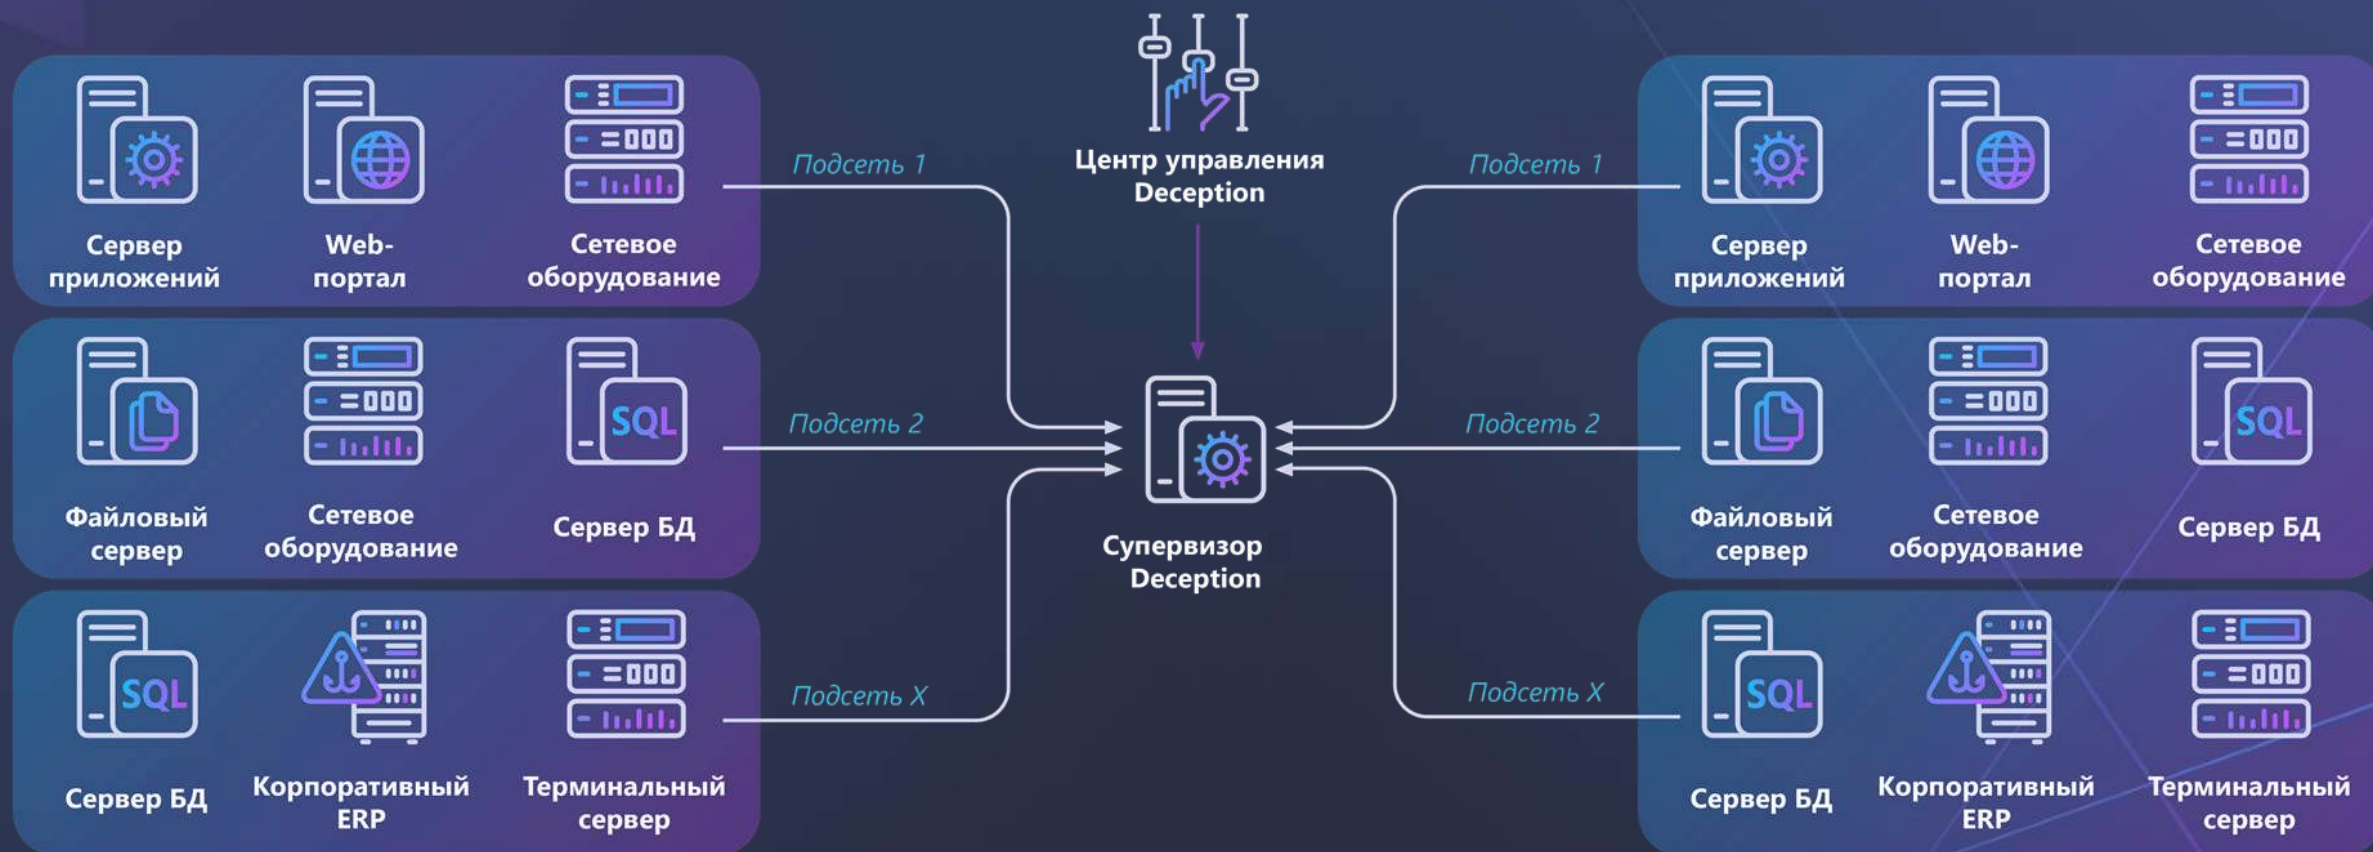 Центр управления
Deception
Сервер
приложений
Web-
портал
Сетевое
оборудование
Подсеть 1
Файловый
сервер
Сетевое
оборудование
SQL
Сервер БД
Подсеть 2
SQL
Сервер БД
Корпоративный
ERP
Терминальный
сервер
Подсеть X
Супервизор
Deception
Подсеть 1
Сервер
приложений
Web-
портал
Сетевое
оборудование
Подсеть 2
Файловый
сервер
Сетевое
оборудование
SQL
Сервер БД
Подсеть X
SQL
Сервер БД
Корпоративный
ERP
Терминальный
сервер